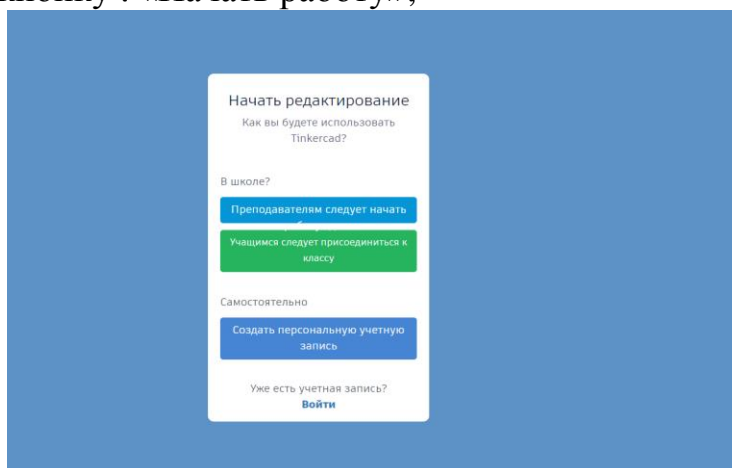 Начать редактирование
Как вы будете использовать
Tinkercad?
В школе?
Преподавателям следует начать
Учащимся следует присоединиться к
классу
Самостоятельно
Создать персональную учетную
запись
Уже есть учетная запись?
Войти